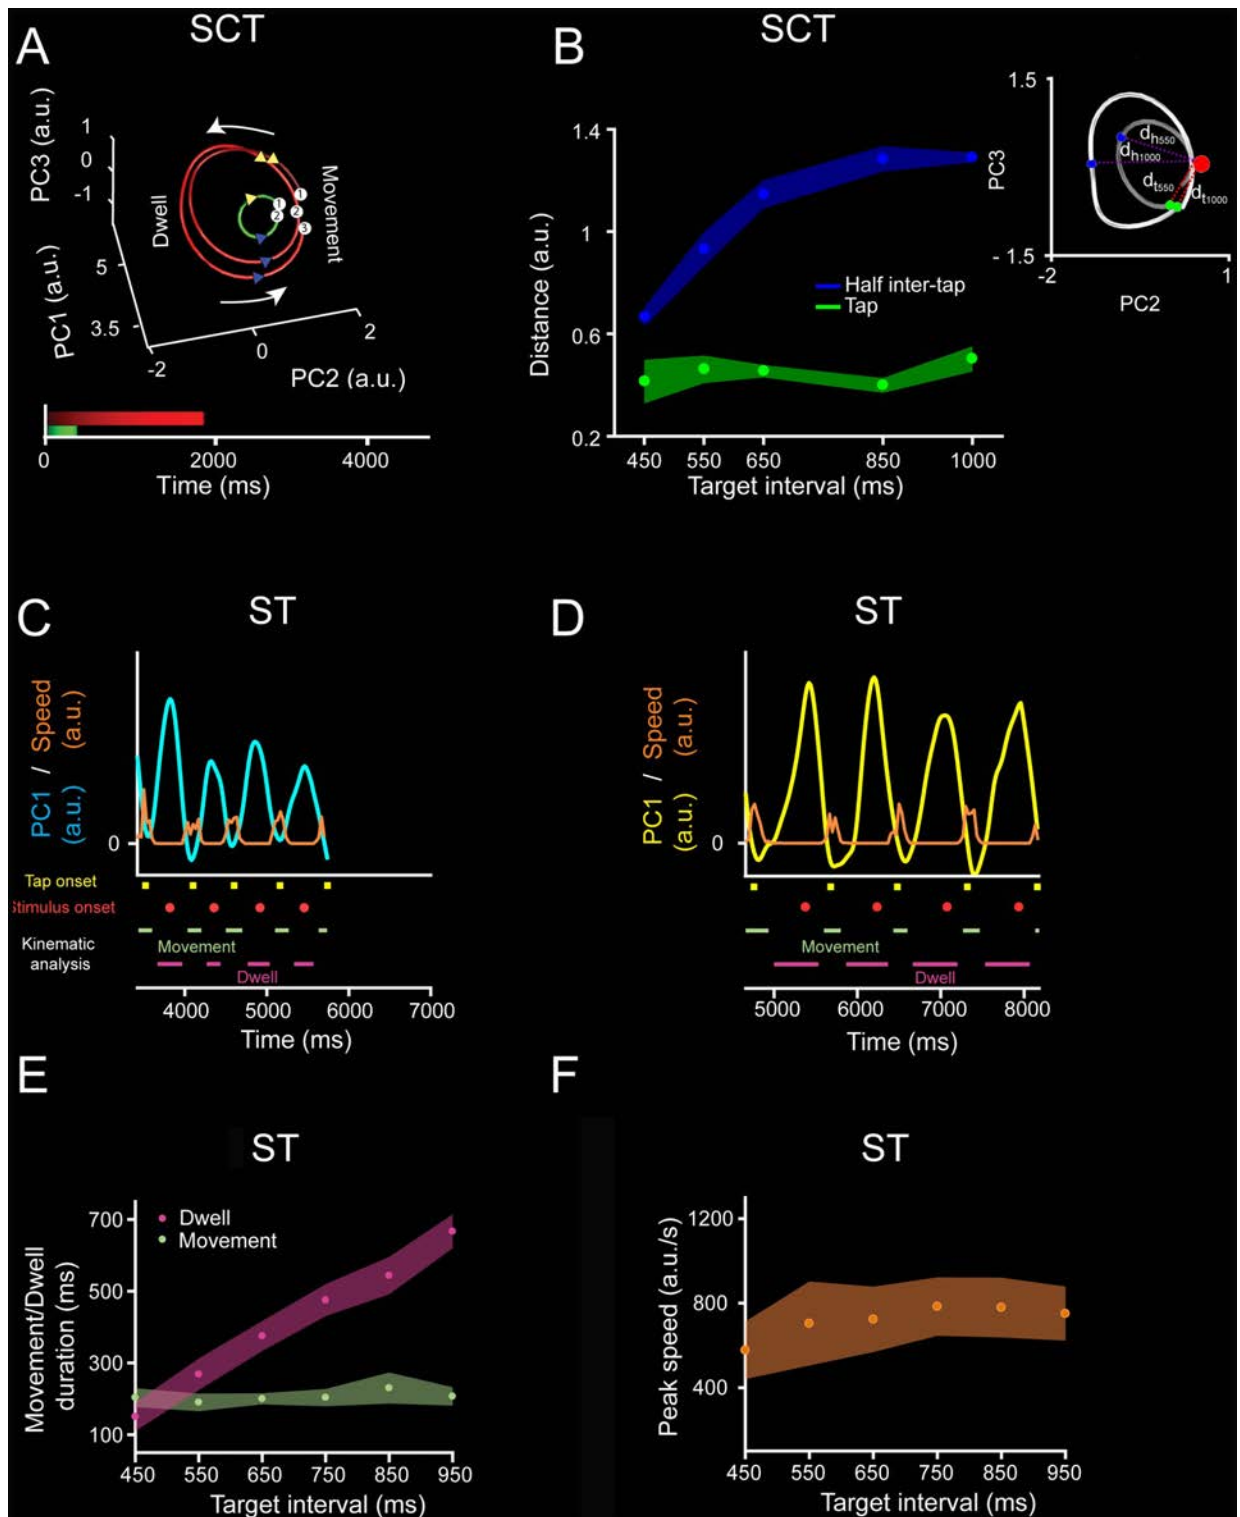 A
SCT
PC3 (a.u.)
1
0
-1
PC1 (a.u.)
5
3.5
-2
0
2
PC2 (a.u.)
Dwell
Movement
1
1
2
2
3
0
2000
4000
Time (ms)
B
SCT
Distance (a.u.)
1.4
1
0.6
0.2
Half inter-tap
Tap
450 550 650 850 1000
Target interval (ms)
1.5
PC3
- 1.5
-2
1
PC2
dh550
dh1000
dt550
dt1000
C
ST
PC1 / Speed
(a.u.) (a.u.)
0
Tap onset
Stimulus onset
Kinematic
analysis
Movement
Dwell
4000 5000 6000 7000
Time (ms)
D
ST
PC1 / Speed
(a.u.) (a.u.)
0
Movement
Dwell
5000 6000 7000 8000
Time (ms)
E
ST
Movement/Dwell
duration (ms)
700
500
300
100
Dwell
Movement
450 550 650 750 850 950
Target interval (ms)
F
ST
Peak speed (a.u./s)
1200
800
400
450 550 650 750 850 950
Target interval (ms)